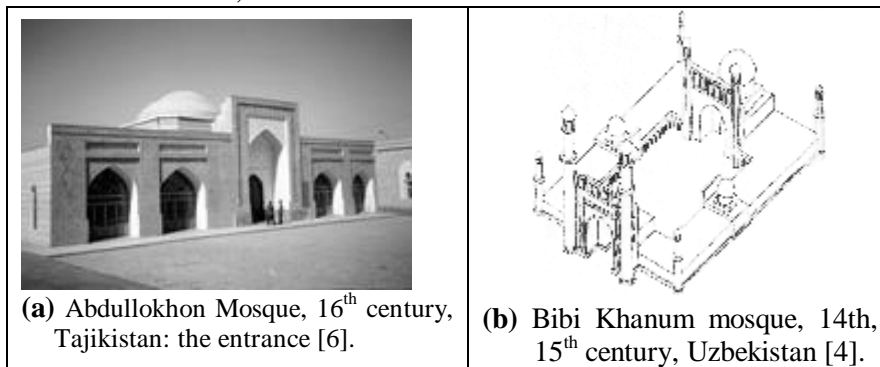 (a) Abdullokhon Mosque, 16th century,
Tajikistan: the entrance [6].
(b) Bibi Khanum mosque, 14th,
15th century, Uzbekistan [4].